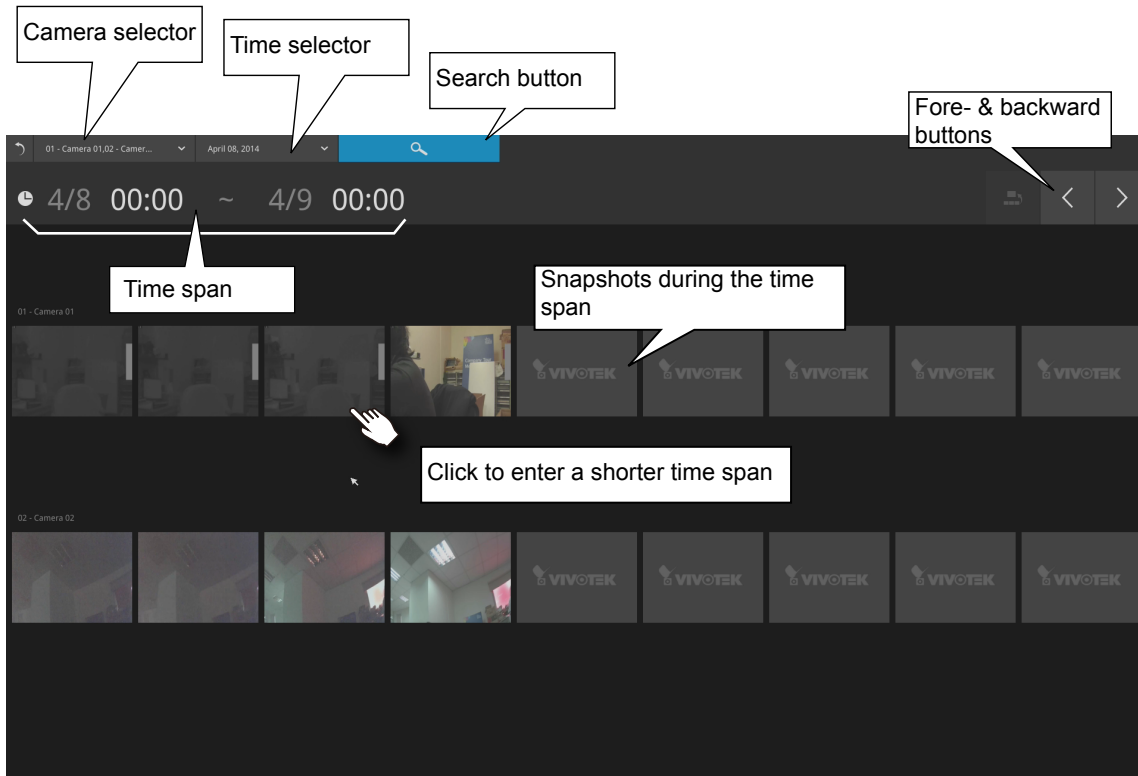 Camera selector
Time selector
Search button
Fore- & backward
buttons
01 - Camera 01,02 - Camer...
April 08, 2014
4/8 00:00 ~ 4/9 00:00
Time span
Snapshots during the time
span
01 - Camera 01
VIVOTEK VIVOTEK VIVOTEK VIVOTEK VIVOTEK
Click to enter a shorter time span
02 - Camera 02
VIVOTEK VIVOTEK VIVOTEK VIVOTEK VIVOTEK